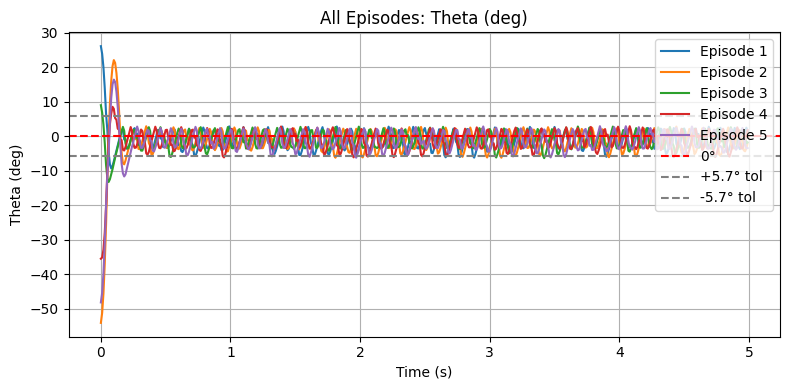 All Episodes: Theta (deg)
Theta (deg)
30
20
10
0
−10
−20
−30
−40
−50
Episode 1
Episode 2
Episode 3
Episode 4
Episode 5
0°
+5.7° tol
-5.7° tol
0
1
2
3
4
5
Time (s)